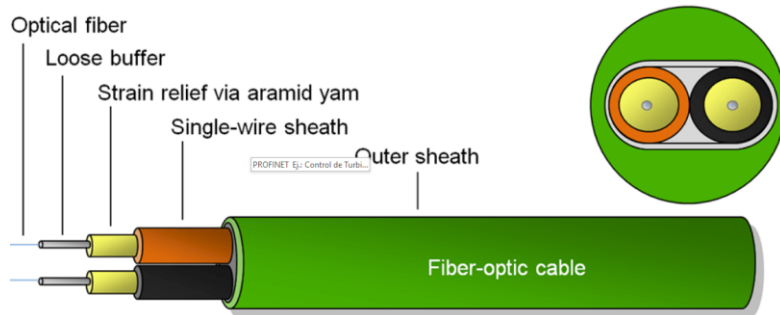 Optical fiber
Loose buffer
Strain relief via aramid yam
Single-wire sheath
PROFINET Ej.: Control de Turbi...
Outer sheath
Fiber-optic cable